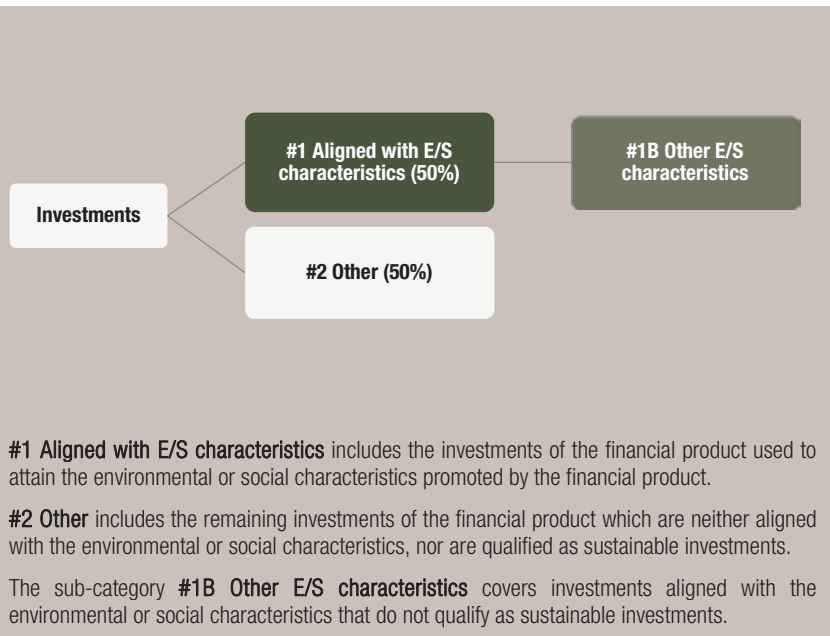 #1 Aligned with E/S
characteristics (50%)
#1B Other E/S
characteristics
Investments
#2 Other (50%)
#1 Aligned with E/S characteristics includes the investments of the financial product used to
attain the environmental or social characteristics promoted by the financial product.
#2 Other includes the remaining investments of the financial product which are neither aligned
with the environmental or social characteristics, nor are qualified as sustainable investments.
The sub-category #1B Other E/S characteristics covers investments aligned with the
environmental or social characteristics that do not qualify as sustainable investments.